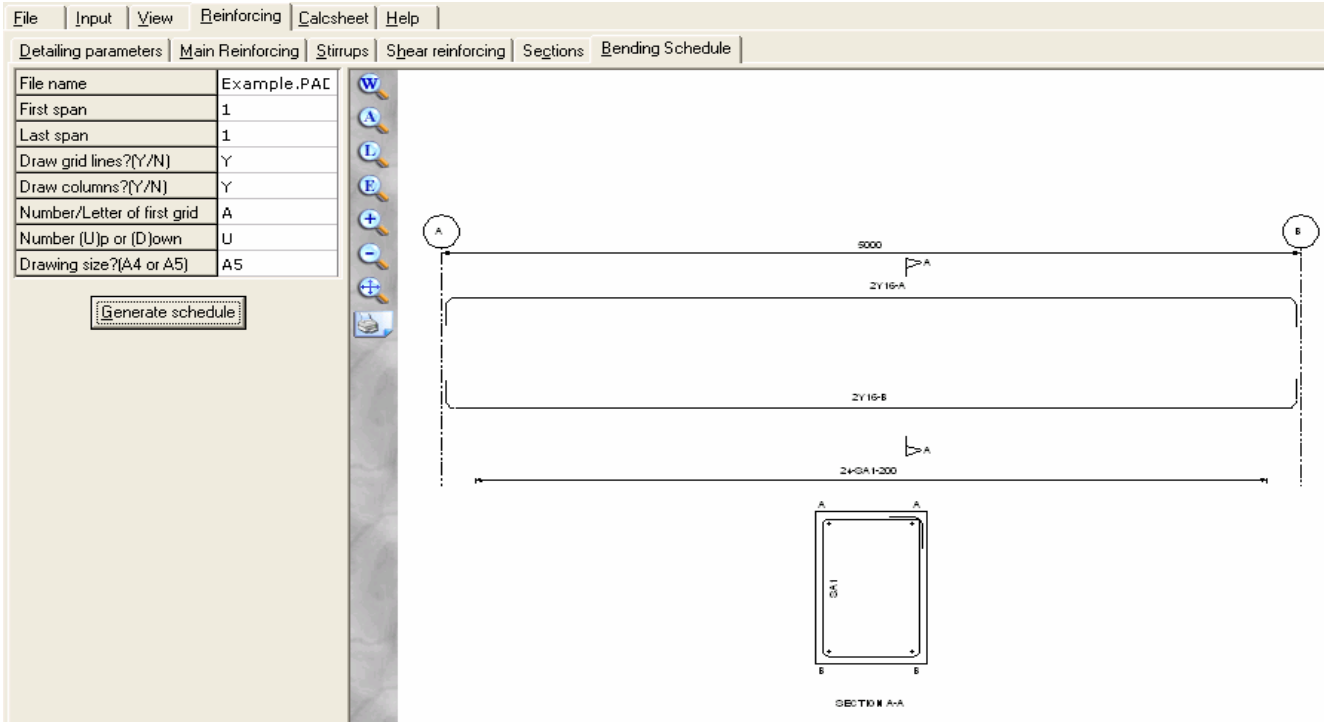 File Input View Reinforcing Calcsheet Help
Detailing parameters Main Reinforcing Stirrups Shear reinforcing Sections Bending Schedule
File name Example.PAD
First span 1
Last span 1
Draw grid lines?(Y/N) Y
Draw columns?(Y/N) Y
Number/Letter of first grid A
Number (U)p or (D)own U
Drawing size?(A4 or A5) A5
Generate schedule
W
A
L
E
A B
5000
A
2Y16-A
2Y16-B
A
24-SA1-200
A A
SA1
B B
SECTION A-A